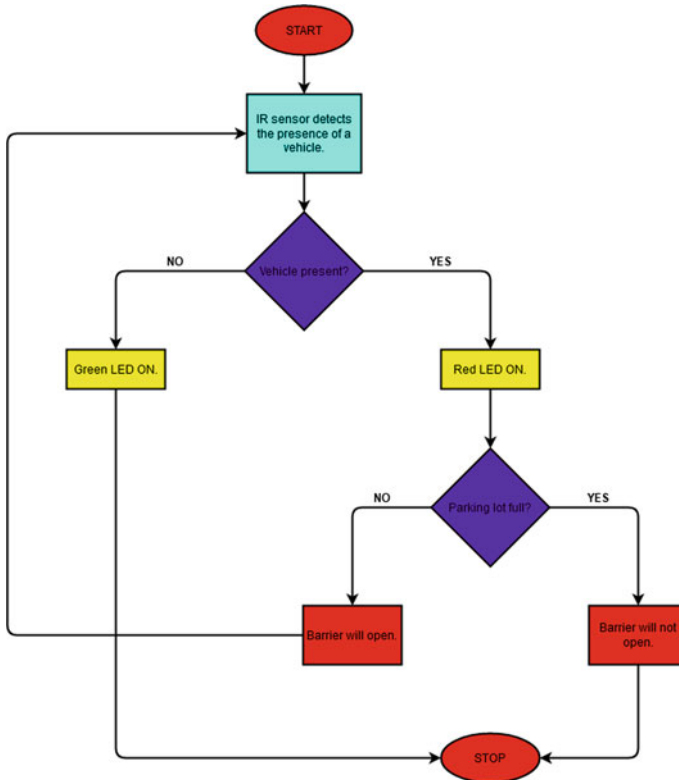 START
IR sensor detects
the presence of a
vehicle.
Vehicle present?
NO
YES
Green LED ON.
Red LED ON.
Parking lot full?
NO
YES
Barrier will open.
Barrier will not
open.
STOP